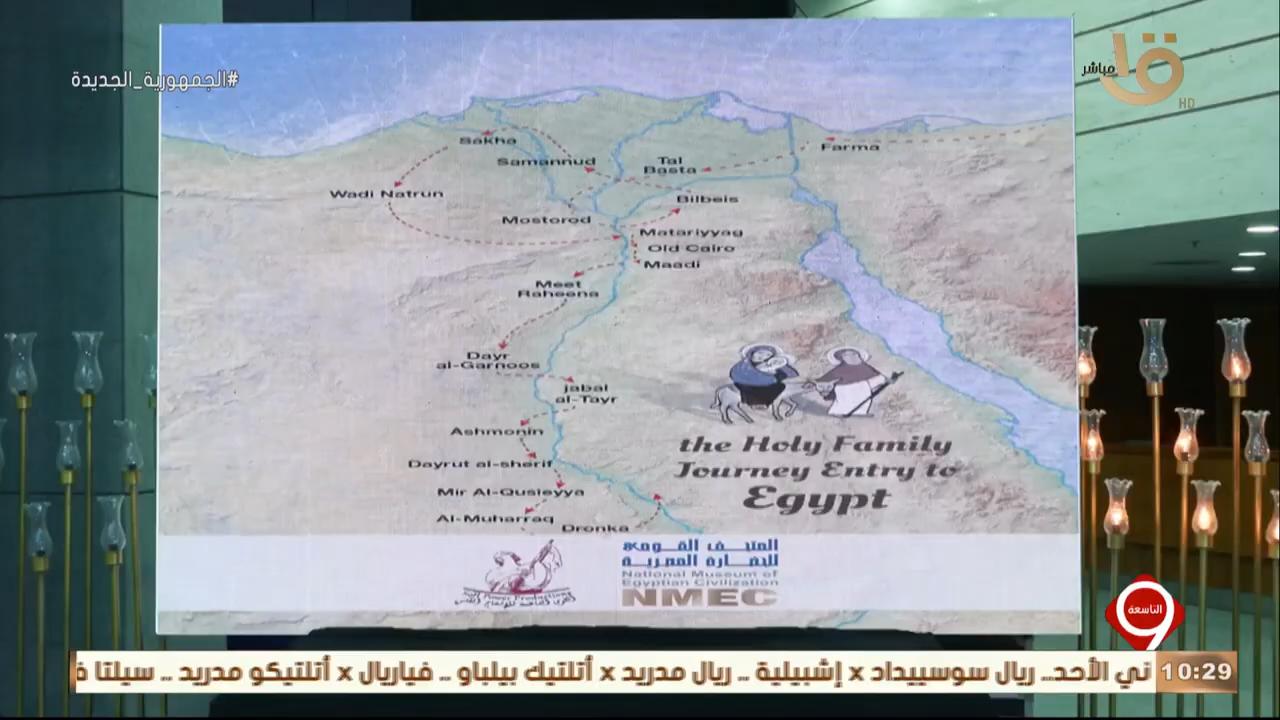 #الجمهورية_الجديدة
مباشر
HD
Sakha
Samannud
Tal
Basta
Farma
Wadi Natrun
Bilbeis
Mostorod
Matariyyag
Old Cairo
Maadi
Meet
Raheena
Dayr
al-Garnoos
jabal
al-Tayr
Ashmonin
Dayrut al-sherif
Mir Al-Qusieyya
Al-Muharraq
Dronka
the Holy Family
Journey Entry to
Egypt
المتحف القومي
للحضارة المصرية
National Museum of
Egyptian Civilization
NMEC
التاسعة
9
10:29
ني الأحد.. ريال سوسييداد x إشبيلية .. ريال مدريد x أتلتيك بيلباو .. فياريال x أتلتيكو مدريد .. سيلتا